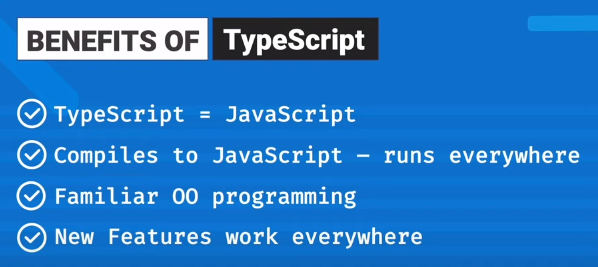 BENEFITS OF TypeScript
TypeScript = JavaScript
Compiles to JavaScript – runs everywhere
Familiar OO programming
New Features work everywhere